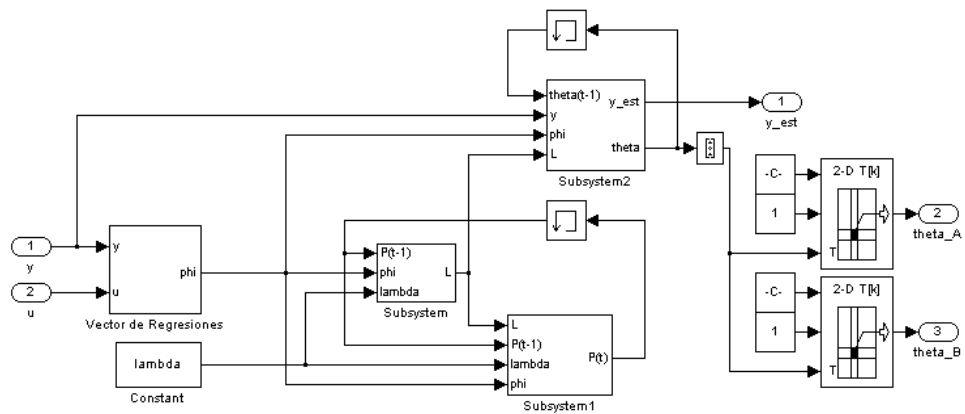 theta(t-1)
y
phi
L
y_est
theta
Subsystem2
1
y_est
-C-
1
2-D T[k]
T
2
theta_A
-C-
1
2-D T[k]
T
3
theta_B
1
y
2
u
y
u
phi
Vector de Regresiones
P(t-1)
phi
lambda
L
Subsystem
L
P(t-1)
lambda
phi
P(t)
Subsystem1
lambda
Constant